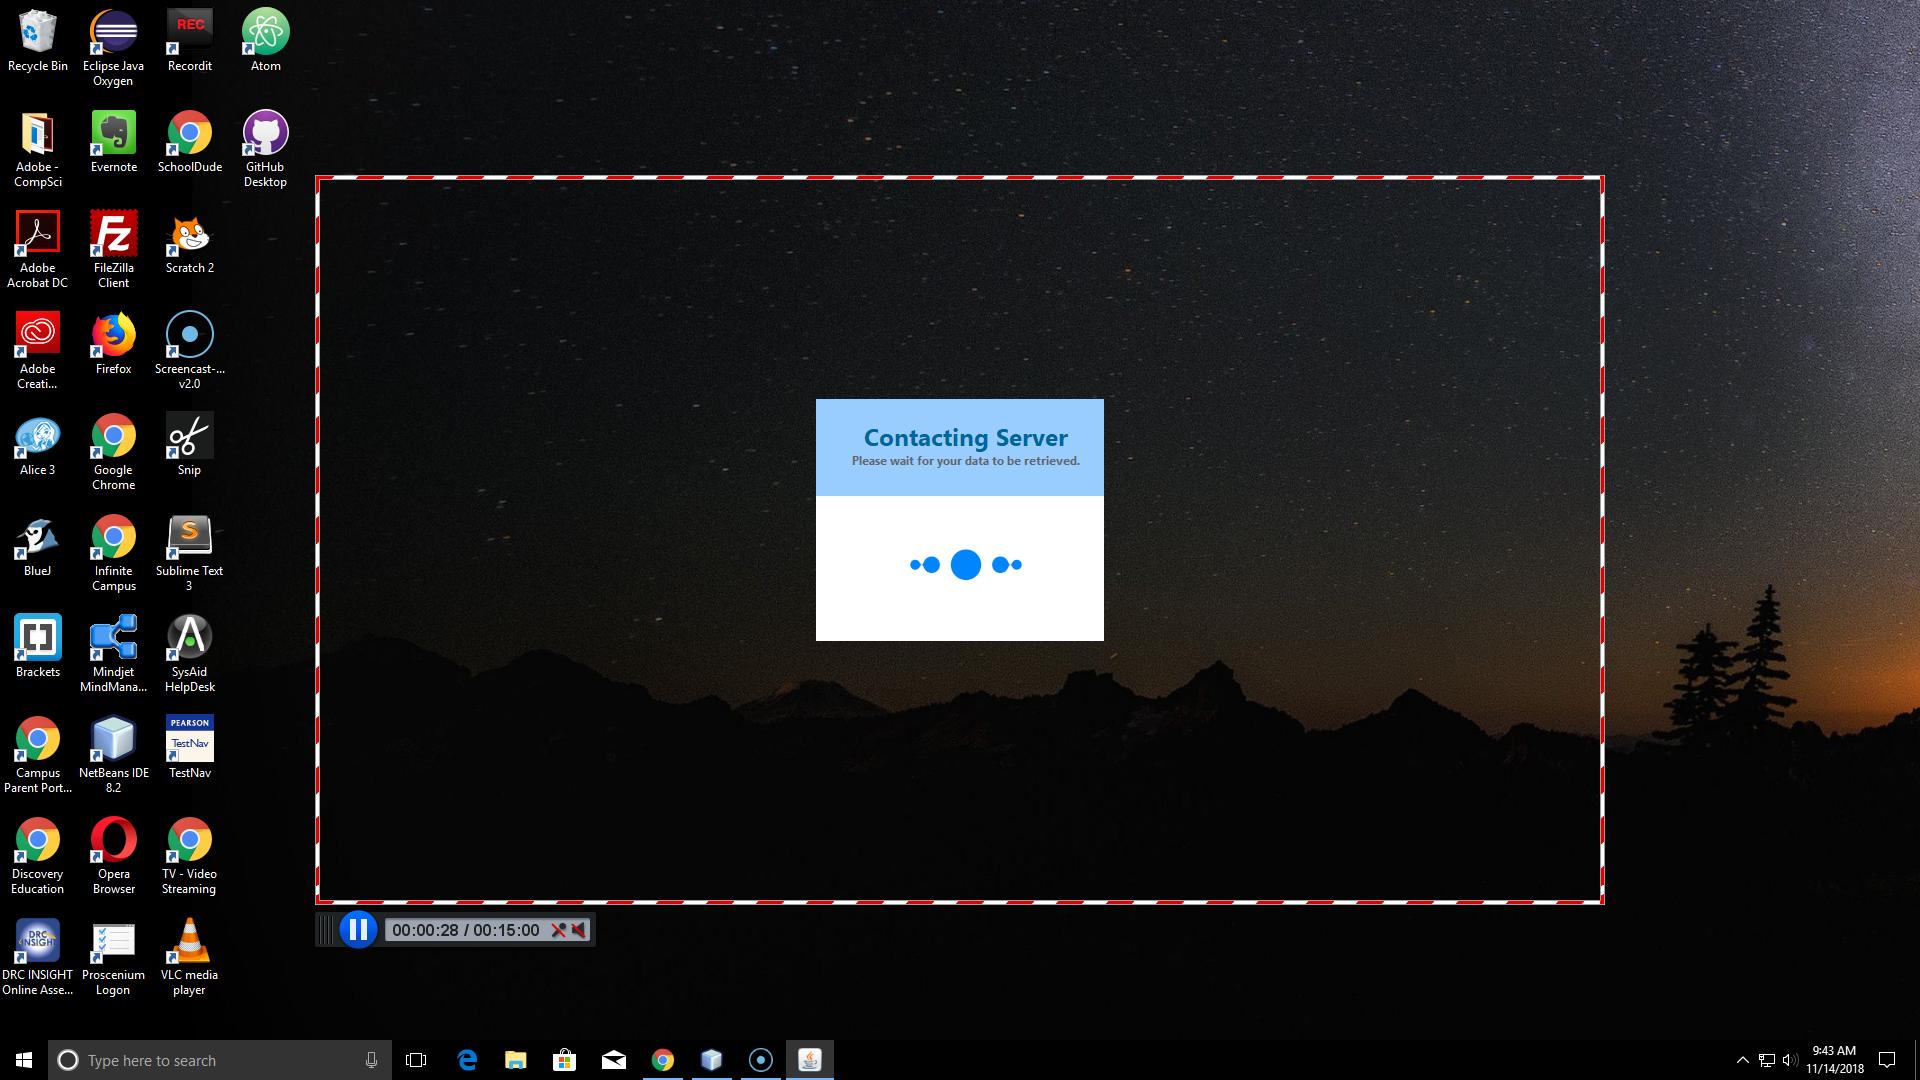 Recycle Bin
Eclipse Java
Oxygen
REC
Recordit
Atom
Adobe -
CompSci
Evernote
SchoolDude
GitHub
Desktop
Adobe
Acrobat DC
Fz
FileZilla
Client
Scratch 2
Adobe
Creati...
Firefox
Screencast-...
v2.0
Alice 3
Google
Chrome
Snip
BlueJ
Infinite
Campus
S
Sublime Text
3
Brackets
Mindjet
MindMana...
SysAid
HelpDesk
Campus
Parent Port...
NetBeans IDE
8.2
PEARSON
TestNav
TestNav
Discovery
Education
Opera
Browser
TV - Video
Streaming
DRC
INSIGHT
DRC INSIGHT
Online Asse...
Proscenium
Logon
VLC media
player
Contacting Server
Please wait for your data to be retrieved.
00:00:28 / 00:15:00
Type here to search
9:43 AM
11/14/2018